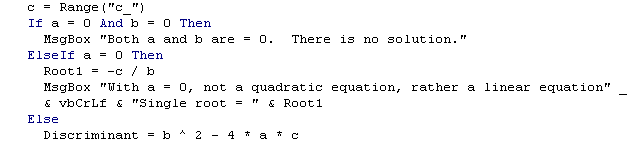 c = Range("c_")
If a = 0 And b = 0 Then
MsgBox "Both a and b are = 0.  There is no solution."
ElseIf a = 0 Then
Root1 = -c / b
MsgBox "With a = 0, not a quadratic equation, rather a linear equation" _
& vbCrLf & "Single root = " & Root1
Else
Discriminant = b ^ 2 - 4 * a * c